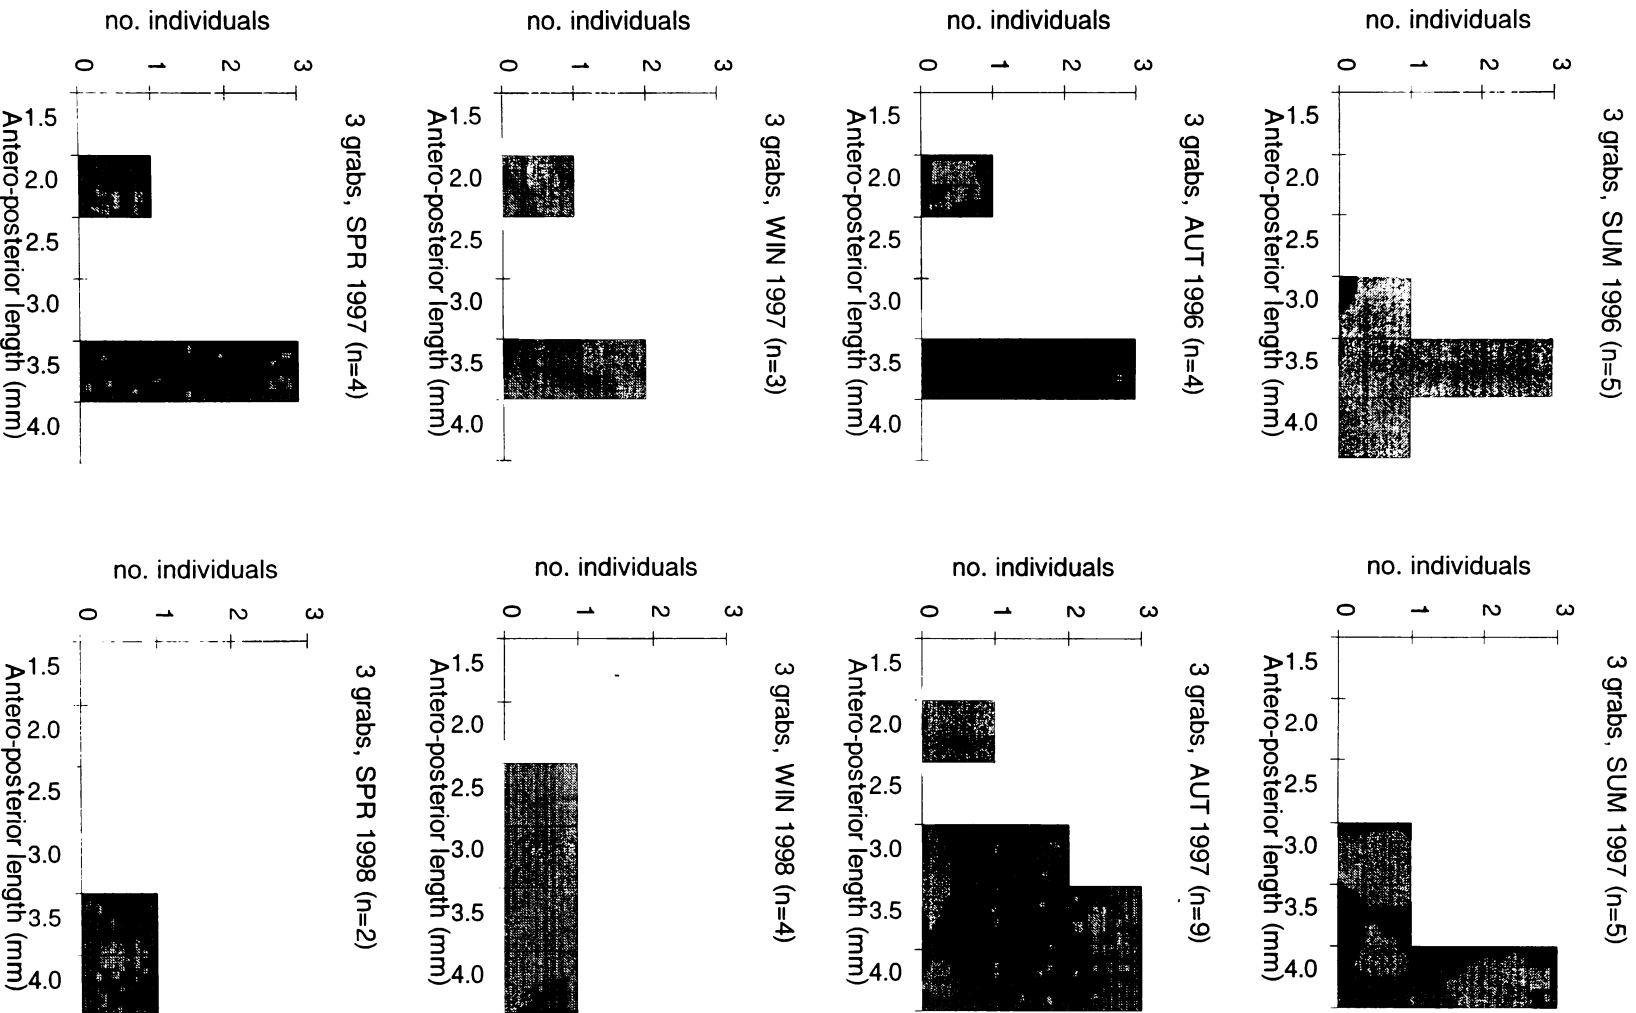 3 grabs, SUM 1996 (n=5)
no. individuals
0 1 2 3
1.5 2.0 2.5 3.0 3.5 4.0
Antero-posterior length (mm)
3 grabs, AUT 1996 (n=4)
no. individuals
0 1 2 3
1.5 2.0 2.5 3.0 3.5 4.0
Antero-posterior length (mm)
3 grabs, WIN 1997 (n=3)
no. individuals
0 1 2 3
1.5 2.0 2.5 3.0 3.5 4.0
Antero-posterior length (mm)
3 grabs, SPR 1997 (n=4)
no. individuals
0 1 2 3
1.5 2.0 2.5 3.0 3.5 4.0
Antero-posterior length (mm)
3 grabs, SUM 1997 (n=5)
no. individuals
0 1 2 3
1.5 2.0 2.5 3.0 3.5 4.0
Antero-posterior length (mm)
3 grabs, AUT 1997 (n=9)
no. individuals
0 1 2 3
1.5 2.0 2.5 3.0 3.5 4.0
Antero-posterior length (mm)
3 grabs, WIN 1998 (n=4)
no. individuals
0 1 2 3
1.5 2.0 2.5 3.0 3.5 4.0
Antero-posterior length (mm)
3 grabs, SPR 1998 (n=2)
no. individuals
0 1 2 3
1.5 2.0 2.5 3.0 3.5 4.0
Antero-posterior length (mm)